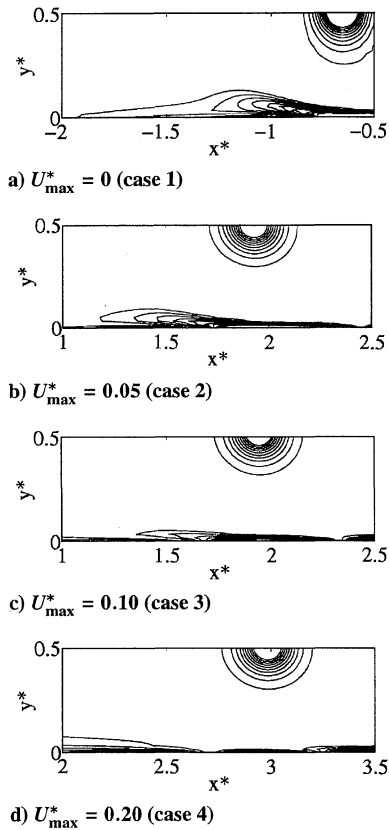 0.5
y*
0
-2 -1.5 -1 -0.5
x*
a) U*max = 0 (case 1)
0.5
y*
0
1 1.5 2 2.5
x*
b) U*max = 0.05 (case 2)
0.5
y*
0
1 1.5 2 2.5
x*
c) U*max = 0.10 (case 3)
0.5
y*
0
2 2.5 3 3.5
x*
d) U*max = 0.20 (case 4)